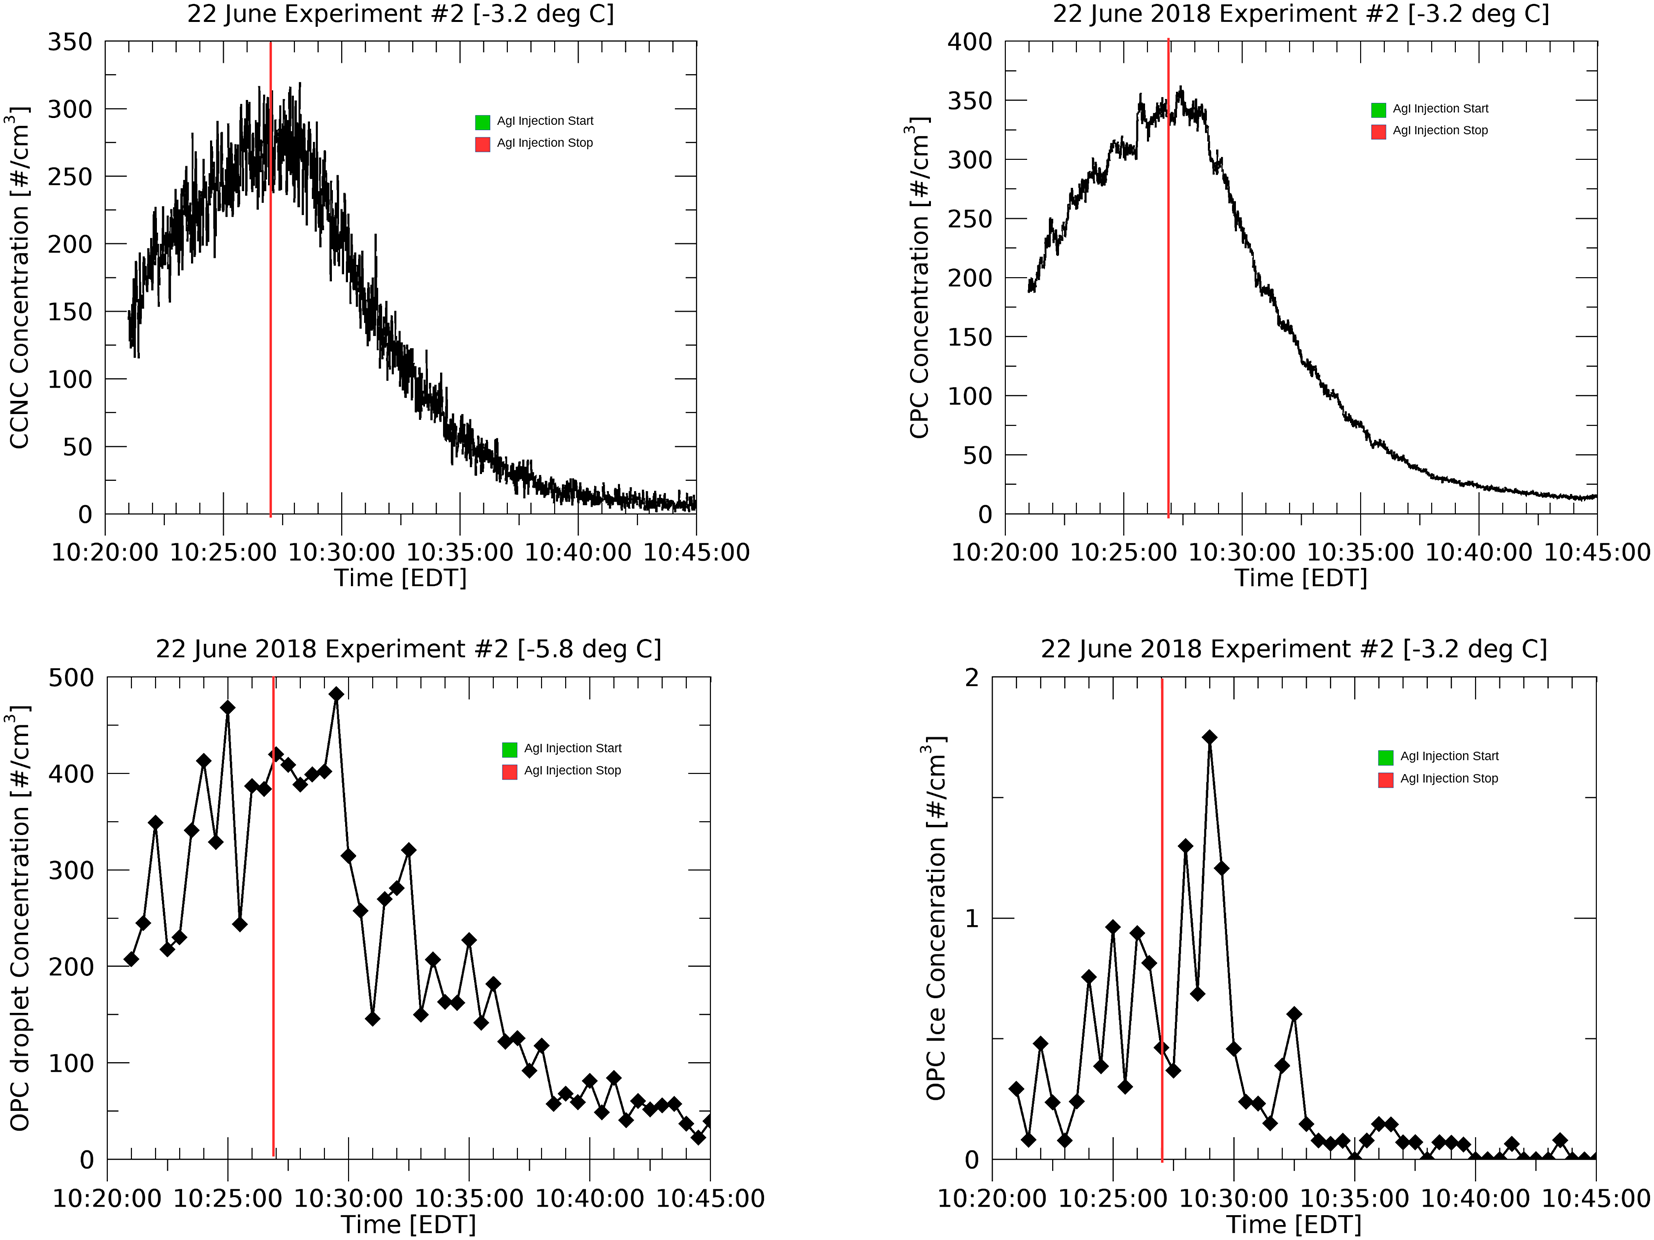 22 June Experiment #2 [-3.2 deg C]
CCNC Concentration [#/cm3]
350
300
250
200
150
100
50
0
AgI Injection Start
AgI Injection Stop
10:20:00 10:25:00 10:30:00 10:35:00 10:40:00 10:45:00
Time [EDT]
22 June 2018 Experiment #2 [-3.2 deg C]
CPC Concentration [#/cm3]
400
350
300
250
200
150
100
50
0
AgI Injection Start
AgI Injection Stop
10:20:00 10:25:00 10:30:00 10:35:00 10:40:00 10:45:00
Time [EDT]
22 June 2018 Experiment #2 [-5.8 deg C]
OPC droplet Concentration [#/cm3]
500
400
300
200
100
0
AgI Injection Start
AgI Injection Stop
10:20:00 10:25:00 10:30:00 10:35:00 10:40:00 10:45:00
Time [EDT]
22 June 2018 Experiment #2 [-3.2 deg C]
OPC Ice Concenration [#/cm3]
2
1
0
AgI Injection Start
AgI Injection Stop
10:20:00 10:25:00 10:30:00 10:35:00 10:40:00 10:45:00
Time [EDT]